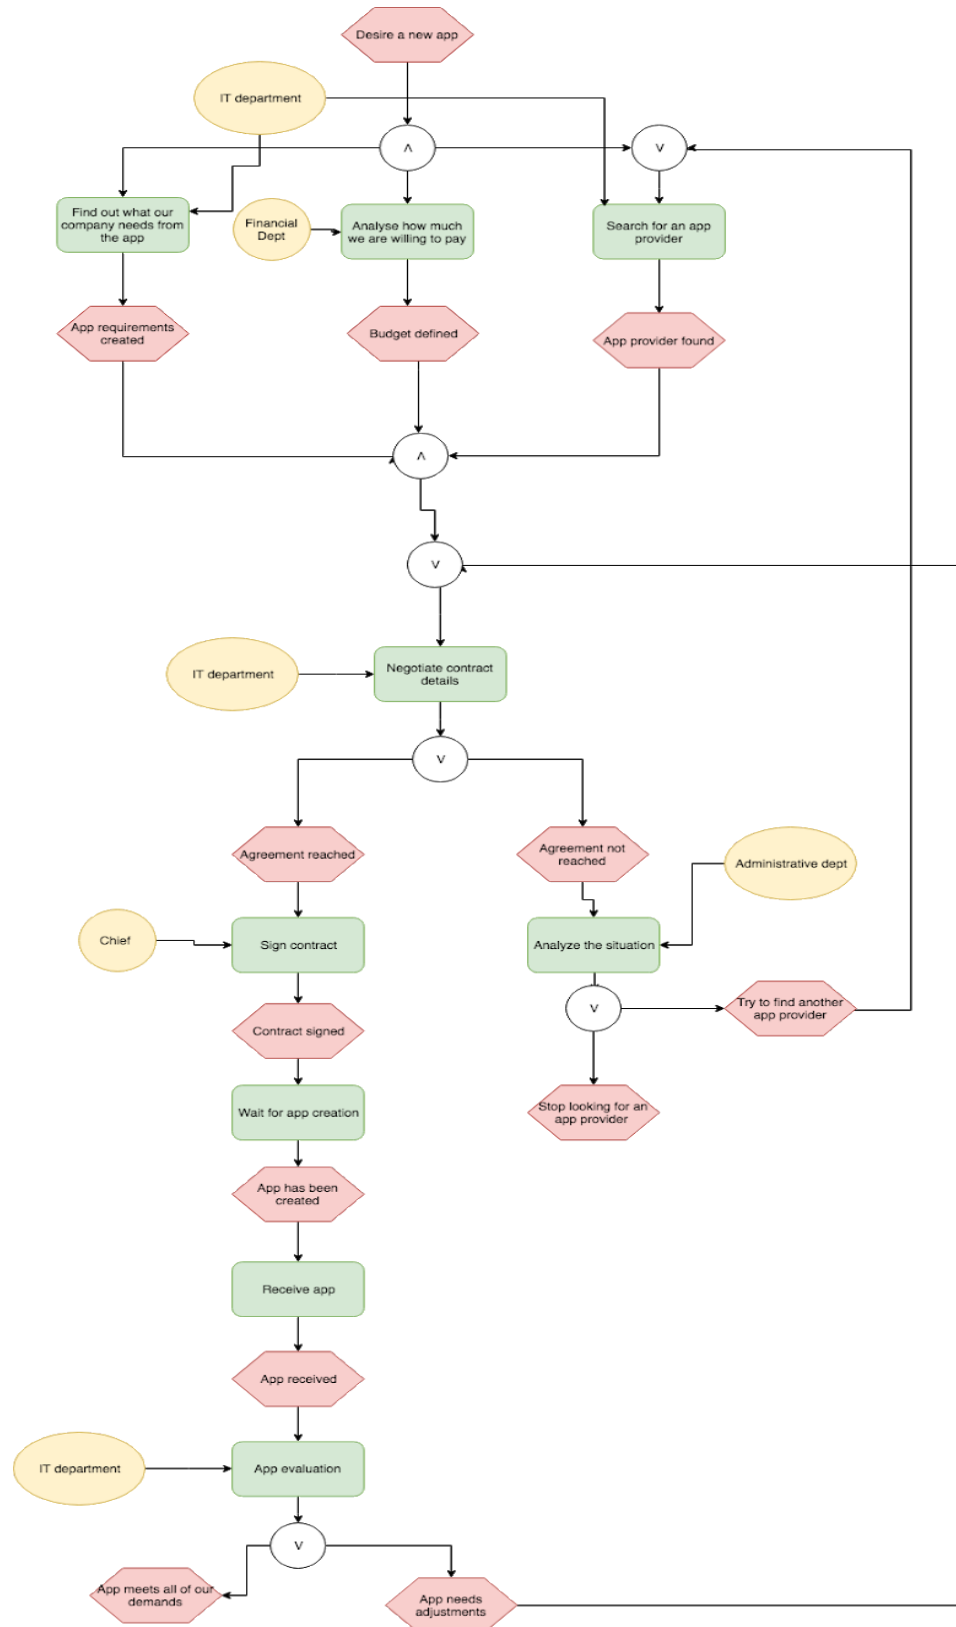 Desire a new app
IT department
Λ
V
Find out what our
company needs from
the app
Financial
Dept
Analyse how much
we are willing to pay
Search for an app
provider
App requirements
created
Budget defined
App provider found
Λ
V
IT department
Negotiate contract
details
V
Agreement reached
Agreement not
reached
Administrative dept
Chief
Sign contract
Analyze the situation
V
Try to find another
app provider
Contract signed
Wait for app creation
Stop looking for an
app provider
App has been
created
Receive app
App received
IT department
App evaluation
V
App meets all of our
demands
App needs
adjustments